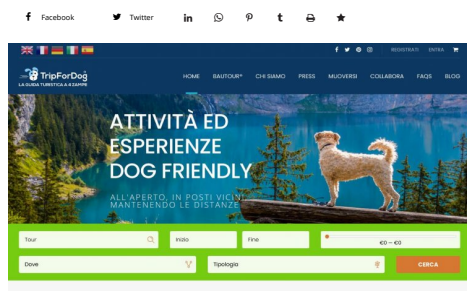 Facebook Twitter
REGISTRATI ENTRA
TripForDog
LA GUIDA TURISTICA A 4 ZAMPE
HOME BAUTOUR® CHI SIAMO PRESS MUOVERSI COLLABORA FAQS BLOG
ATTIVITÀ ED
ESPERIENZE
DOG FRIENDLY
ALL'APERTO, IN POSTI VICINI,
MANTENENDO LE DISTANZE
Tour Inizio Fine €0 – €0
Dove Tipologia CERCA